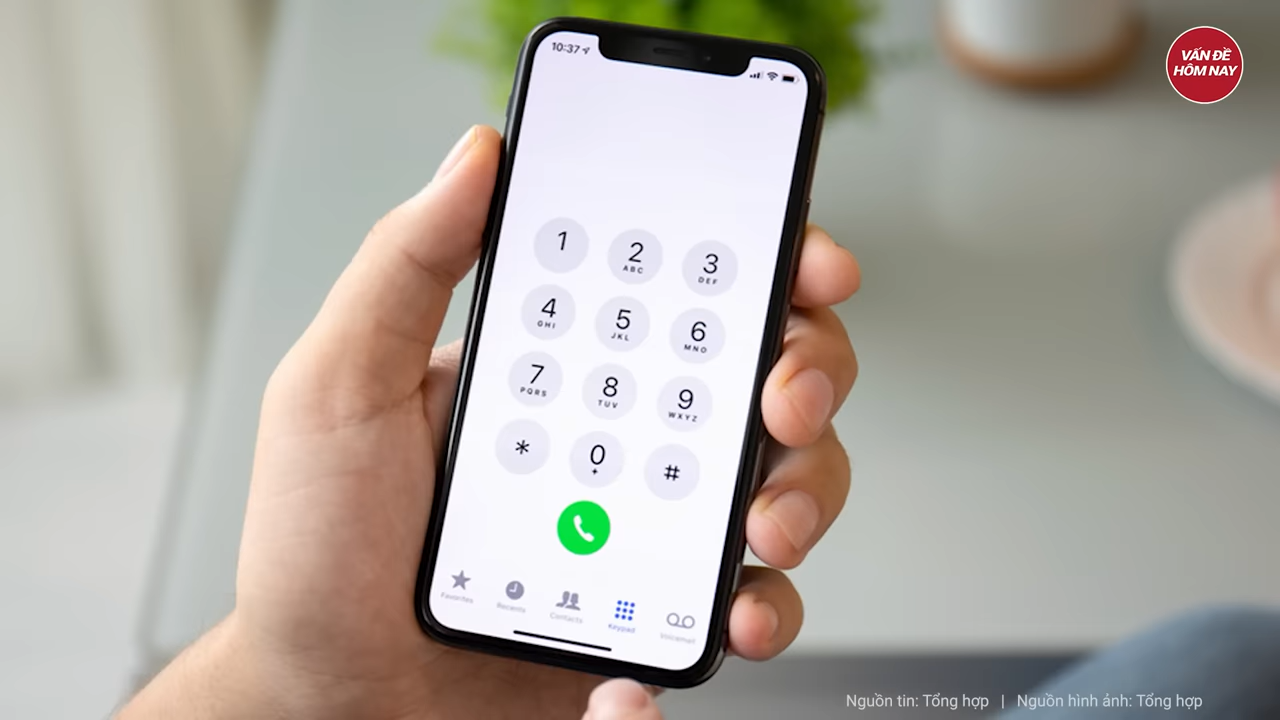 10:37
VẤN ĐỀ
HÔM NAY
1
2
ABC
3
DEF
4
GHI
5
JKL
6
MNO
7
PQRS
8
TUV
9
WXYZ
*
0
+
#
Favorites
Recents
Contacts
Keypad
Voicemail
Nguồn tin: Tổng hợp | Nguồn hình ảnh: Tổng hợp